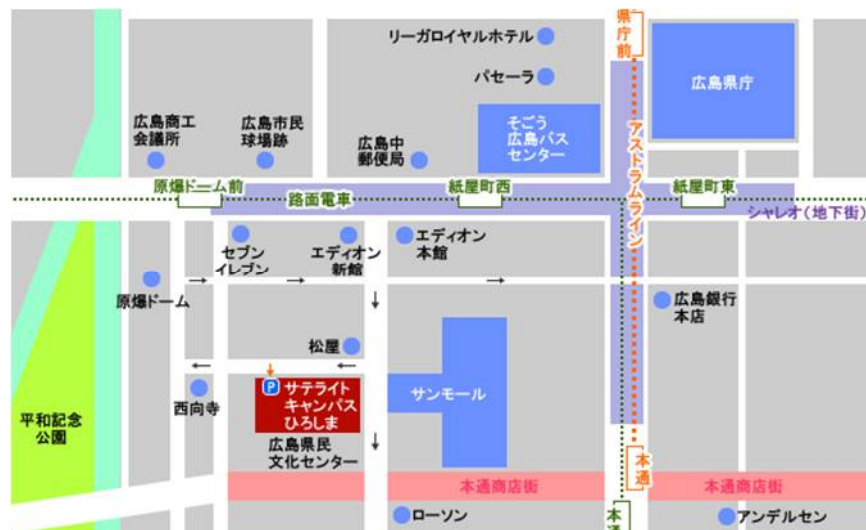 リーガロイヤルホテル
県庁前
パセーラ
広島県庁
広島商工
会議所
広島市民
球場跡
広島中
郵便局
そごう
広島バス
センター
アストラムライン
原爆ドーム前
路面電車
紙屋町西
紙屋町東
シャレオ(地下街)
セブン
イレブン
エディオン
新館
エディオン
本館
原爆ドーム
広島銀行
本店
松屋
P
サテライト
キャンパス
ひろしま
サンモール
西向寺
平和記念
公園
広島県民
文化センター
本通
本通商店街
本通商店街
ローソン
本通
アンデルセン